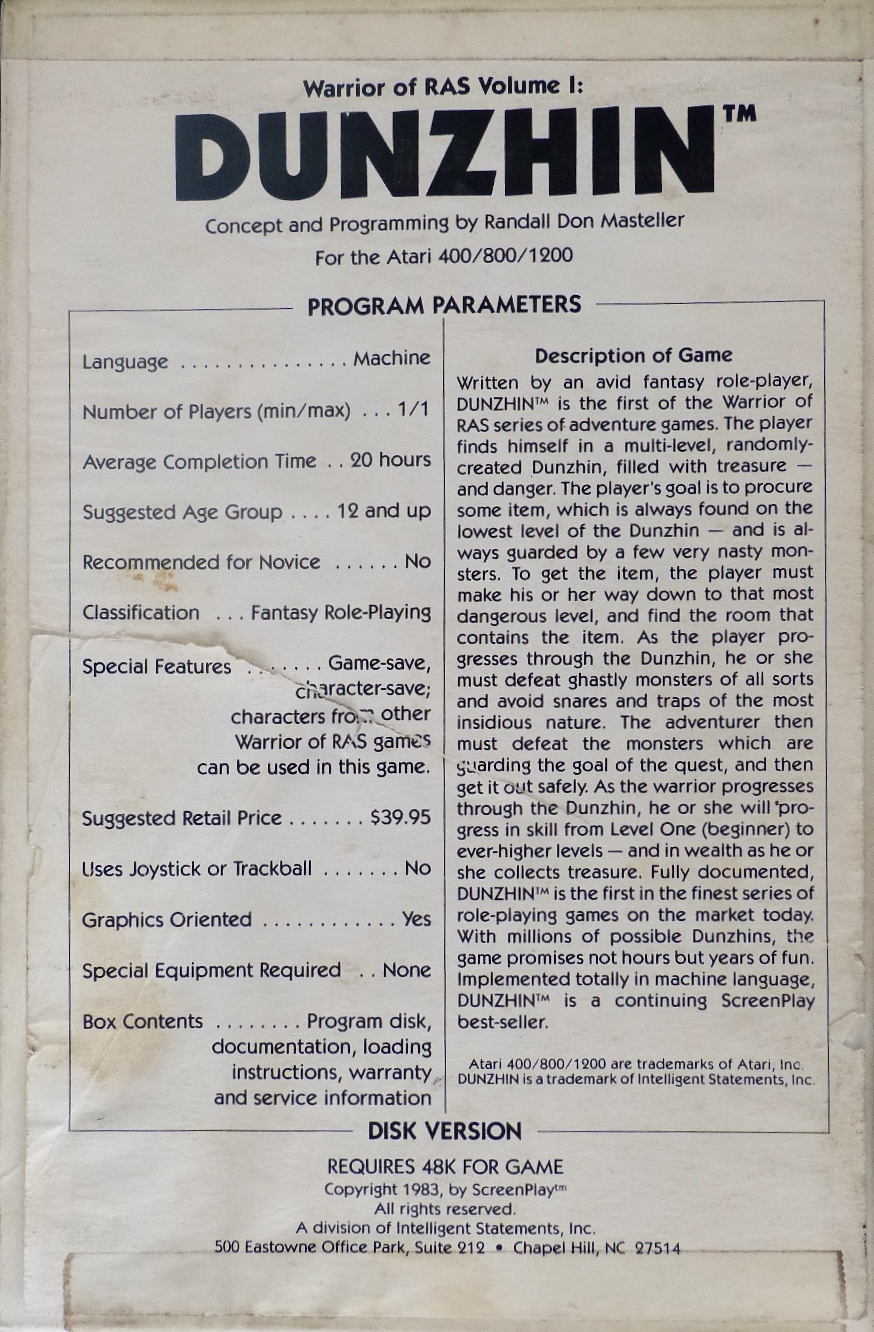 Warrior of RAS Volume I:
DUNZHIN™
Concept and Programming by Randall Don Masteller
For the Atari 400/800/1200
PROGRAM PARAMETERS
Language ............... Machine
Number of Players (min/max) ... 1/1
Average Completion Time .. 20 hours
Suggested Age Group .... 12 and up
Recommended for Novice ...... No
Classification ... Fantasy Role-Playing
Special Features ....... Game-save,
character-save;
characters from other
Warrior of RAS games
can be used in this game.
Suggested Retail Price ....... $39.95
Uses Joystick or Trackball ....... No
Graphics Oriented ............ Yes
Special Equipment Required .. None
Box Contents ........ Program disk,
documentation, loading
instructions, warranty
and service information
Description of Game
Written by an avid fantasy role-player,
DUNZHIN™ is the first of the Warrior of
RAS series of adventure games. The player
finds himself in a multi-level, randomly-
created Dunzhin, filled with treasure —
and danger. The player's goal is to procure
some item, which is always found on the
lowest level of the Dunzhin — and is al-
ways guarded by a few very nasty mon-
sters. To get the item, the player must
make his or her way down to that most
dangerous level, and find the room that
contains the item. As the player pro-
gresses through the Dunzhin, he or she
must defeat ghastly monsters of all sorts
and avoid snares and traps of the most
insidious nature. The adventurer then
must defeat the monsters which are
guarding the goal of the quest, and then
get it out safely. As the warrior progresses
through the Dunzhin, he or she will pro-
gress in skill from Level One (beginner) to
ever-higher levels — and in wealth as he or
she collects treasure. Fully documented,
DUNZHIN™ is the first in the finest series of
role-playing games on the market today.
With millions of possible Dunzhins, the
game promises not hours but years of fun.
Implemented totally in machine language,
DUNZHIN™ is a continuing ScreenPlay
best-seller.
Atari 400/800/1200 are trademarks of Atari, Inc.
DUNZHIN is a trademark of Intelligent Statements, Inc.
DISK VERSION
REQUIRES 48K FOR GAME
Copyright 1983, by ScreenPlay™
All rights reserved.
A division of Intelligent Statements, Inc.
500 Eastowne Office Park, Suite 212 • Chapel Hill, NC 27514